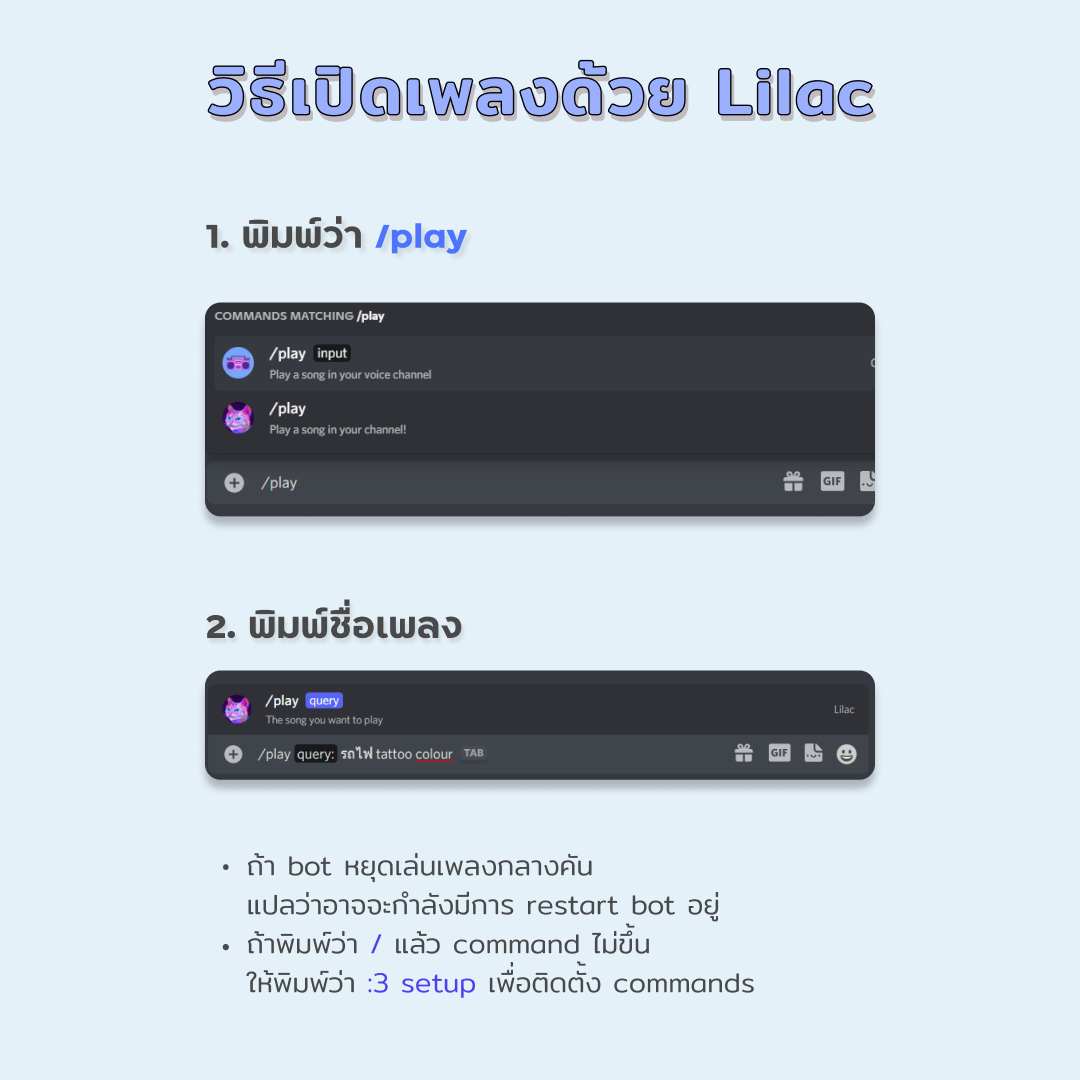 วิธีเปิดเพลงด้วย Lilac
1. พิมพ์ว่า /play
COMMANDS MATCHING /play
/play input
Play a song in your voice channel
/play
Play a song in your channel!
/play
GIF
2. พิมพ์ชื่อเพลง
/play query
The song you want to play
Lilac
/play query: รถไฟ tattoo colour TAB
GIF
• ถ้า bot หยุดเล่นเพลงกลางคัน
แปลว่าอาจจะกำลังมีการ restart bot อยู่
• ถ้าพิมพ์ว่า / แล้ว command ไม่ขึ้น
ให้พิมพ์ว่า :3 setup เพื่อติดตั้ง commands